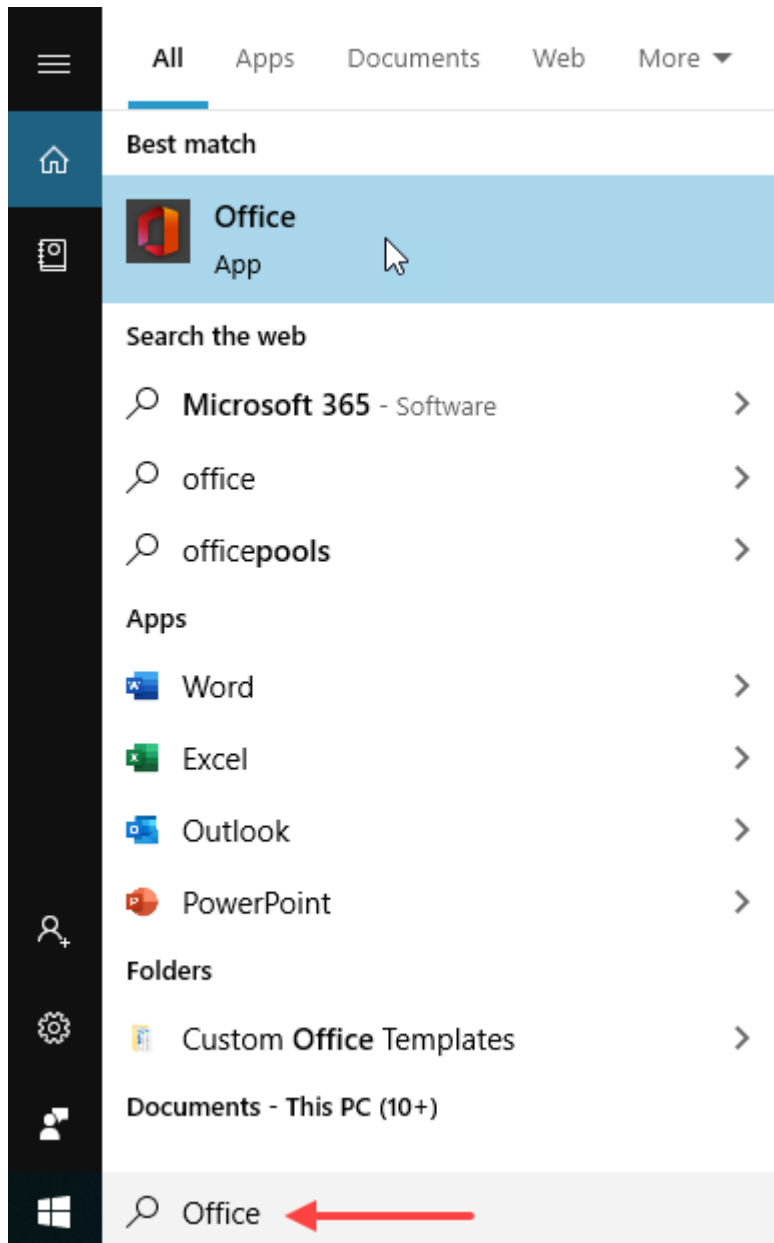 All Apps Documents Web More
Best match
Office
App
Search the web
Microsoft 365 - Software
office
officepools
Apps
Word
Excel
Outlook
PowerPoint
Folders
Custom Office Templates
Documents - This PC (10+)
Office